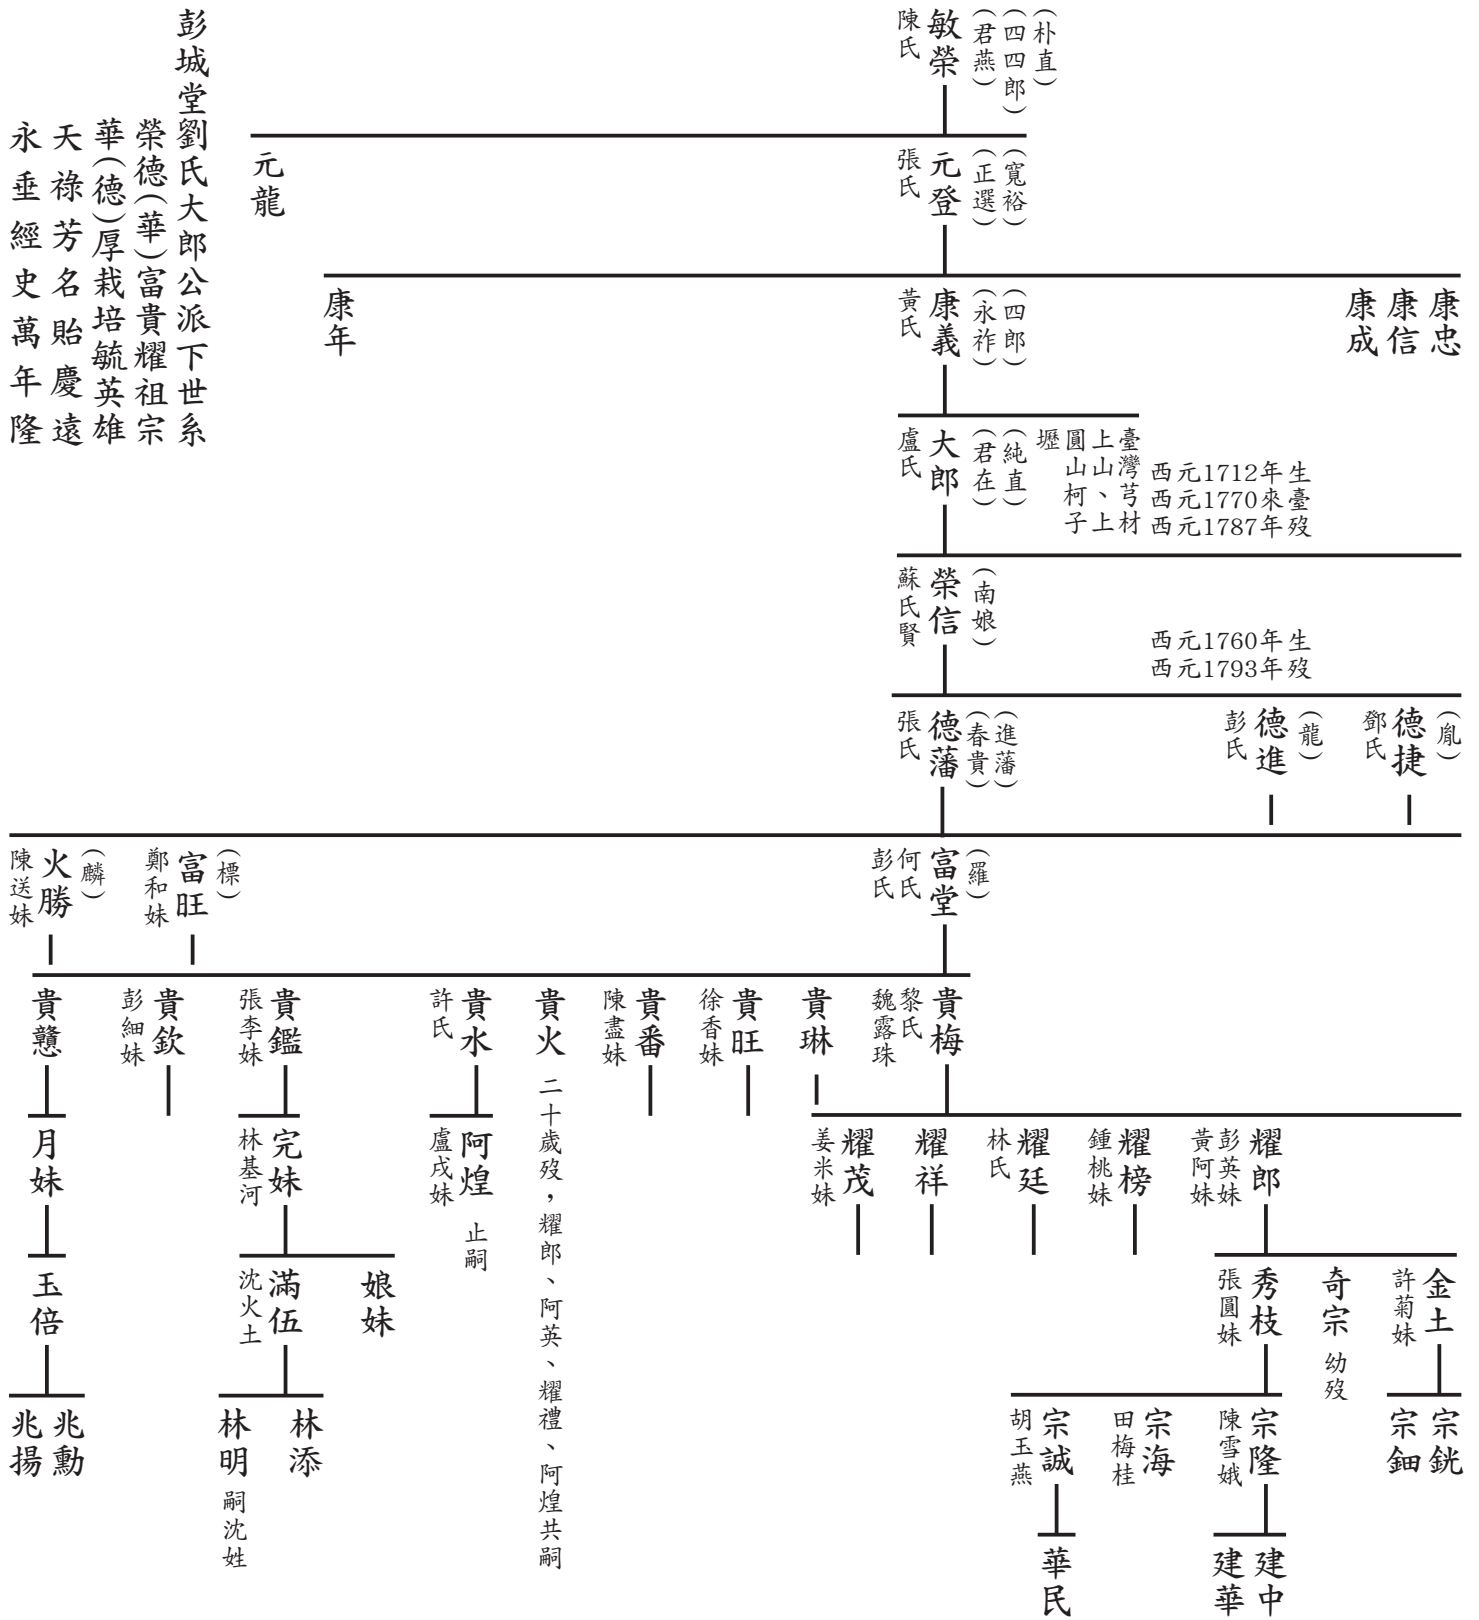 彭城堂劉氏大郎公派下世系
榮德(華)富貴耀祖宗
華(德)厚栽培毓英雄
天祿芳名貽慶遠
永垂經史萬年隆
(朴直)
(四四郎)
(君燕)
敏榮
陳氏
(寬裕)
(正選)
元登
張氏
元龍
康忠
康信
康成
(四郎)
(永祚)
康義
黃氏
康年
西元1712年生
西元1770來臺
西元1787年歿
臺灣芎材
上山、上
圓山柯子
壢
(純直)
(君在)
大郎
盧氏
西元1760年生
西元1793年歿
(南娘)
榮信
蘇氏賢
(胤)
德捷
鄧氏
(龍)
德進
彭氏
(進藩)
(春貴)
德藩
張氏
(羅)
富堂
何氏
彭氏
(標)
富旺
鄭和妹
(麟)
火勝
陳送妹
貴梅
黎氏
魏露珠
貴琳
貴旺
徐香妹
貴番
陳盡妹
貴火
二十歲歿，耀郎、阿英、耀禮、阿煌共嗣
貴水
許氏
貴鑑
張李妹
貴欽
彭細妹
貴戇
耀郎
彭英妹
黃阿妹
耀榜
鍾桃妹
耀廷
林氏
耀祥
耀茂
姜米妹
阿煌
盧戌妹
止嗣
完妹
林基河
月妹
金土
許菊妹
奇宗
幼歿
秀枝
張圓妹
娘妹
滿伍
沈火土
玉倍
宗銧
宗鈿
宗隆
陳雪娥
宗海
田梅桂
宗誠
胡玉燕
林添
林明
嗣沈姓
兆勳
兆揚
建中
建華
華民